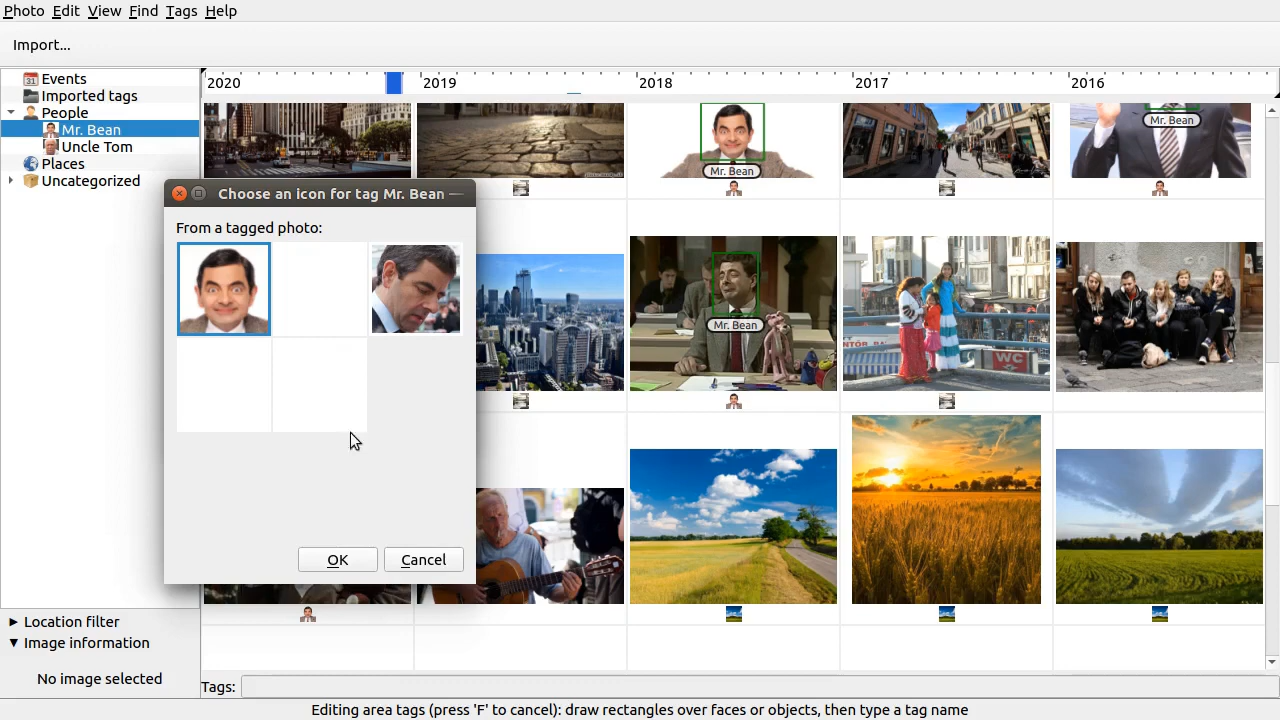 Photo Edit View Find Tags Help
Import...
2020 2019 2018 2017 2016
Events
Imported tags
People
Mr. Bean
Uncle Tom
Places
Uncategorized
Mr. Bean
Mr. Bean
Choose an icon for tag Mr. Bean
From a tagged photo:
Mr. Bean
WC
OK Cancel
Location filter
Image information
No image selected
Tags:
Editing area tags (press 'F' to cancel): draw rectangles over faces or objects, then type a tag name